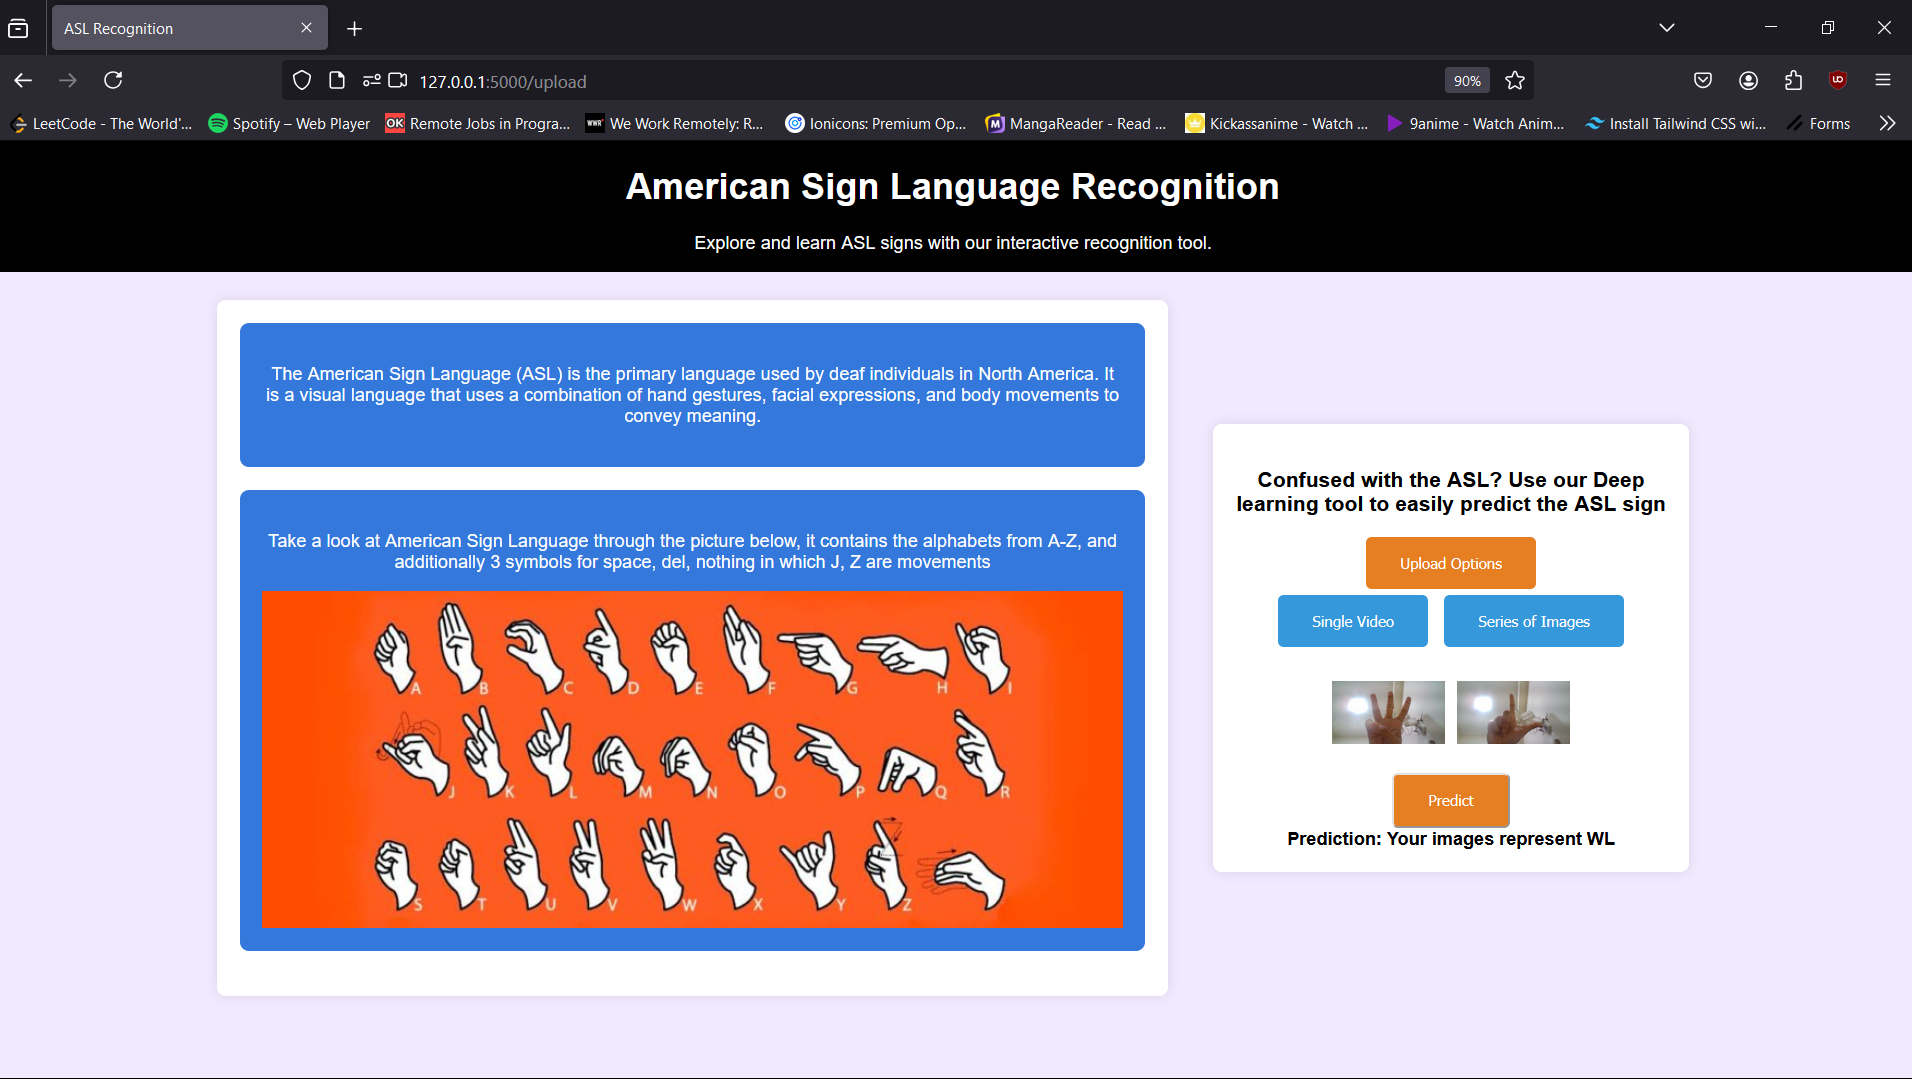 ASL Recognition
127.0.0.1:5000/upload
90%
LeetCode - The World'...
Spotify – Web Player
OK Remote Jobs in Progra...
WWR We Work Remotely: R...
Ionicons: Premium Op...
M MangaReader - Read ...
Kickassanime - Watch ...
9anime - Watch Anim...
Install Tailwind CSS wi...
Forms
American Sign Language Recognition
Explore and learn ASL signs with our interactive recognition tool.
The American Sign Language (ASL) is the primary language used by deaf individuals in North America. It
is a visual language that uses a combination of hand gestures, facial expressions, and body movements to
convey meaning.
Take a look at American Sign Language through the picture below, it contains the alphabets from A-Z, and
additionally 3 symbols for space, del, nothing in which J, Z are movements
A B C D E F G H I
J K L M N O P Q R
S T U V W X Y Z
Confused with the ASL? Use our Deep
learning tool to easily predict the ASL sign
Upload Options
Single Video
Series of Images
Predict
Prediction: Your images represent WL